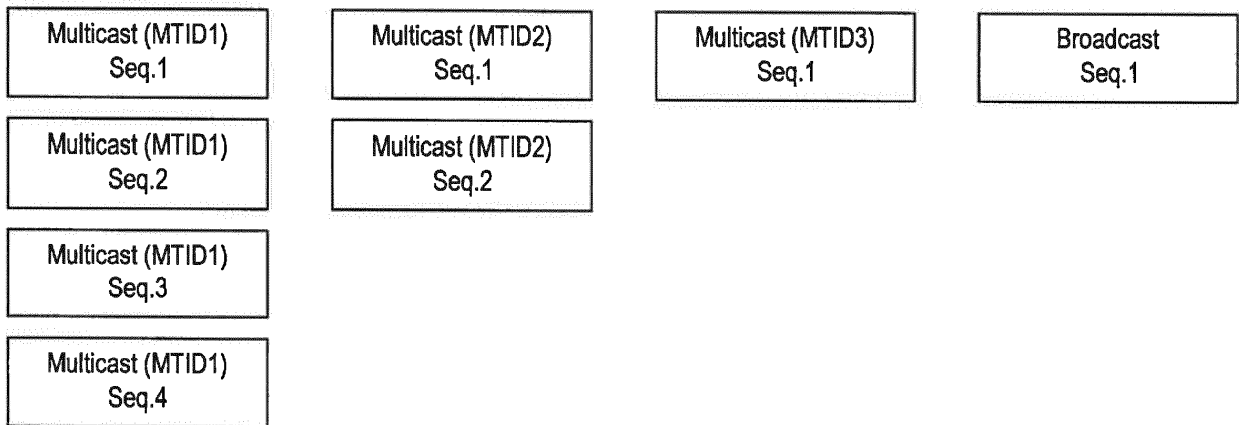 Multicast (MTID1)
Seq.1
Multicast (MTID2)
Seq.1
Multicast (MTID3)
Seq.1
Broadcast
Seq.1
Multicast (MTID1)
Seq.2
Multicast (MTID2)
Seq.2
Multicast (MTID1)
Seq.3
Multicast (MTID1)
Seq.4